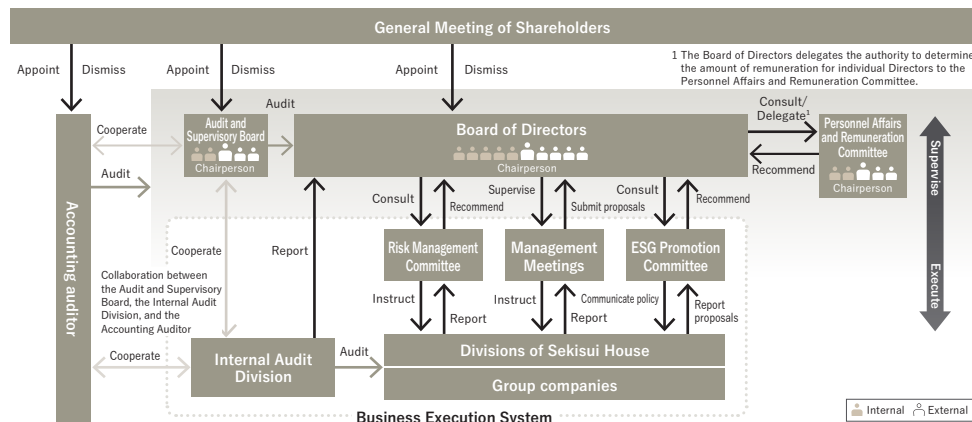 General Meeting of Shareholders
Appoint
Dismiss
Appoint
Dismiss
Appoint
Dismiss
1 The Board of Directors delegates the authority to determine
the amount of remuneration for individual Directors to the
Personnel Affairs and Remuneration Committee.
Cooperate
Audit and
Supervisory Board
Chairperson
Audit
Board of Directors
Chairperson
Consult/
Delegate1
Recommend
Personnel Affairs
and Remuneration
Committee
Chairperson
Supervise
Execute
Audit
Accounting auditor
Cooperate
Report
Consult
Recommend
Supervise
Submit proposals
Consult
Recommend
Risk Management
Committee
Management
Meetings
ESG Promotion
Committee
Collaboration between
the Audit and Supervisory
Board, the Internal Audit
Division, and the
Accounting Auditor
Instruct
Report
Instruct
Report
Communicate policy
Report
proposals
Cooperate
Internal Audit
Division
Audit
Divisions of Sekisui House
Group companies
Business Execution System
Internal
External